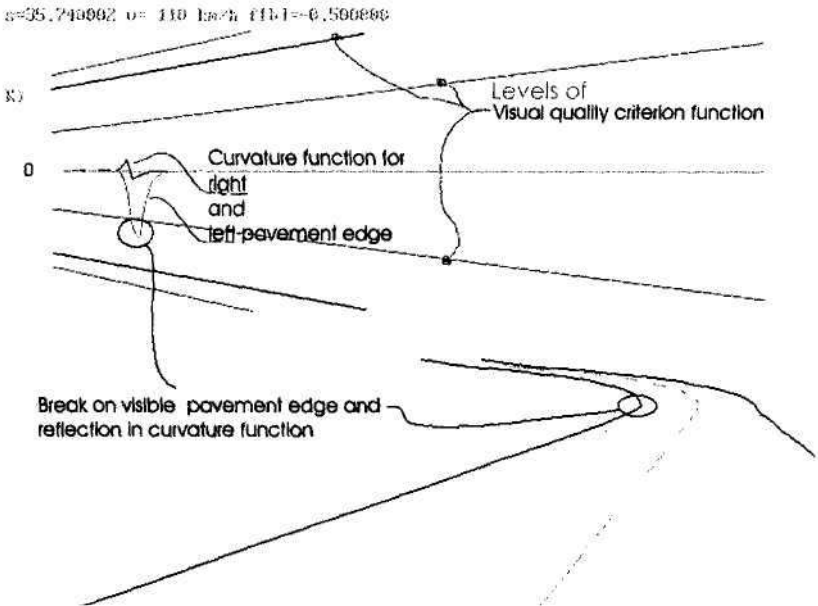 s=35.740002 v= 110 km/h f[b]=-0.500000
Levels of
Visual quality criterion function
0
Curvature function for
right
and
left pavement edge
Break on visible pavement edge and
reflection in curvature function